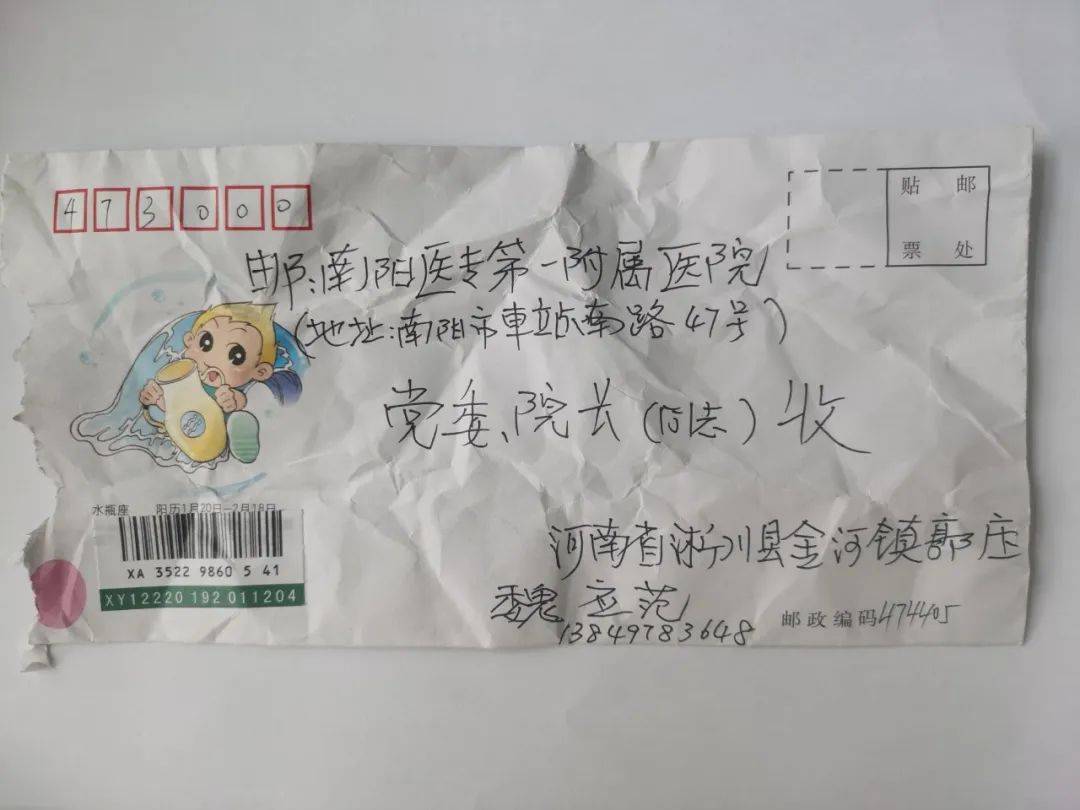 473000
贴 邮
票 处
邮:南阳医专第一附属医院
(地址:南阳市車站南路47号)
党委、院长(同志)收
水瓶座 阳历1月20日-2月18日
XA 3522 9860 5 41
XY12220 192 011204
河南省淅川县金河镇郭庄
魏立范
13849783648
邮政编码474405